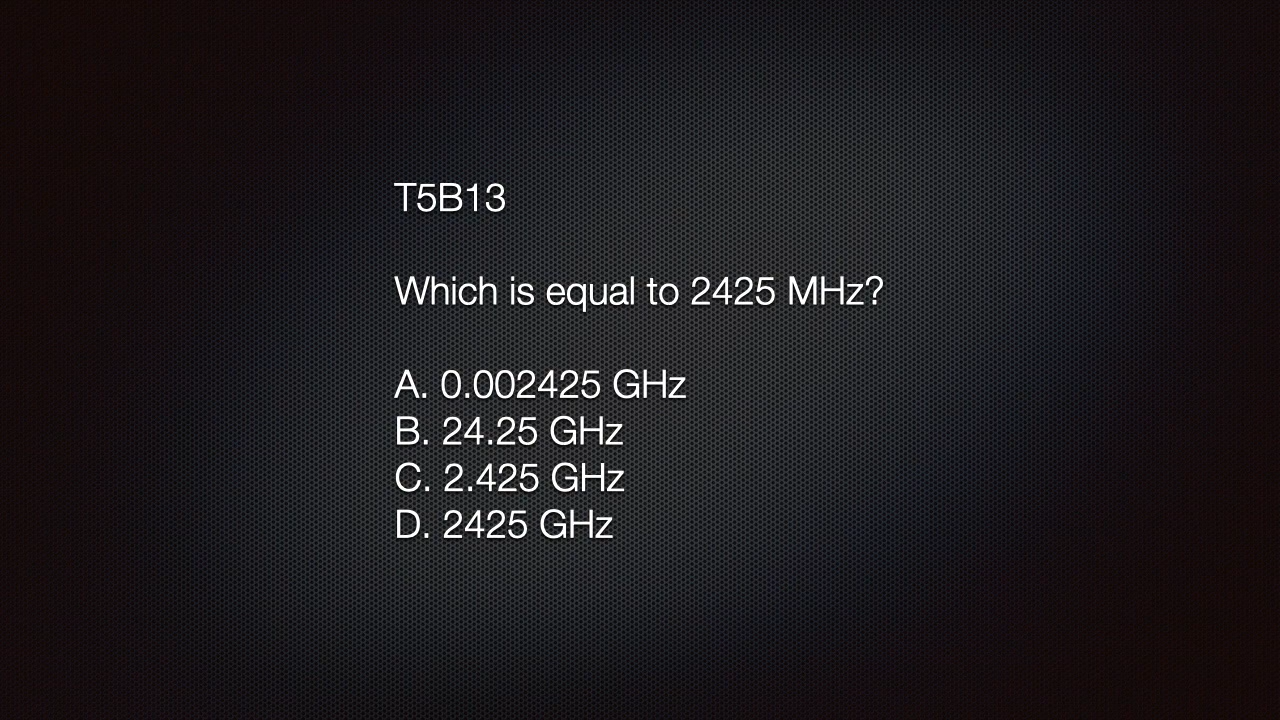 T5B13
Which is equal to 2425 MHz?
A. 0.002425 GHz
B. 24.25 GHz
C. 2.425 GHz
D. 2425 GHz